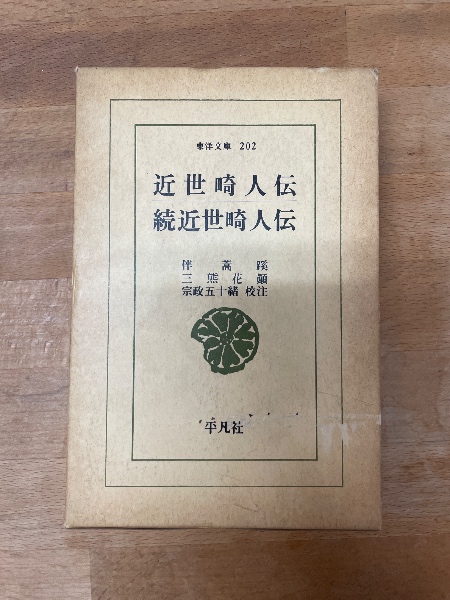 東洋文庫 202
近世畸人伝
続近世畸人伝
伴蒿蹊
三熊花顚
宗政五十緒 校注
平凡社